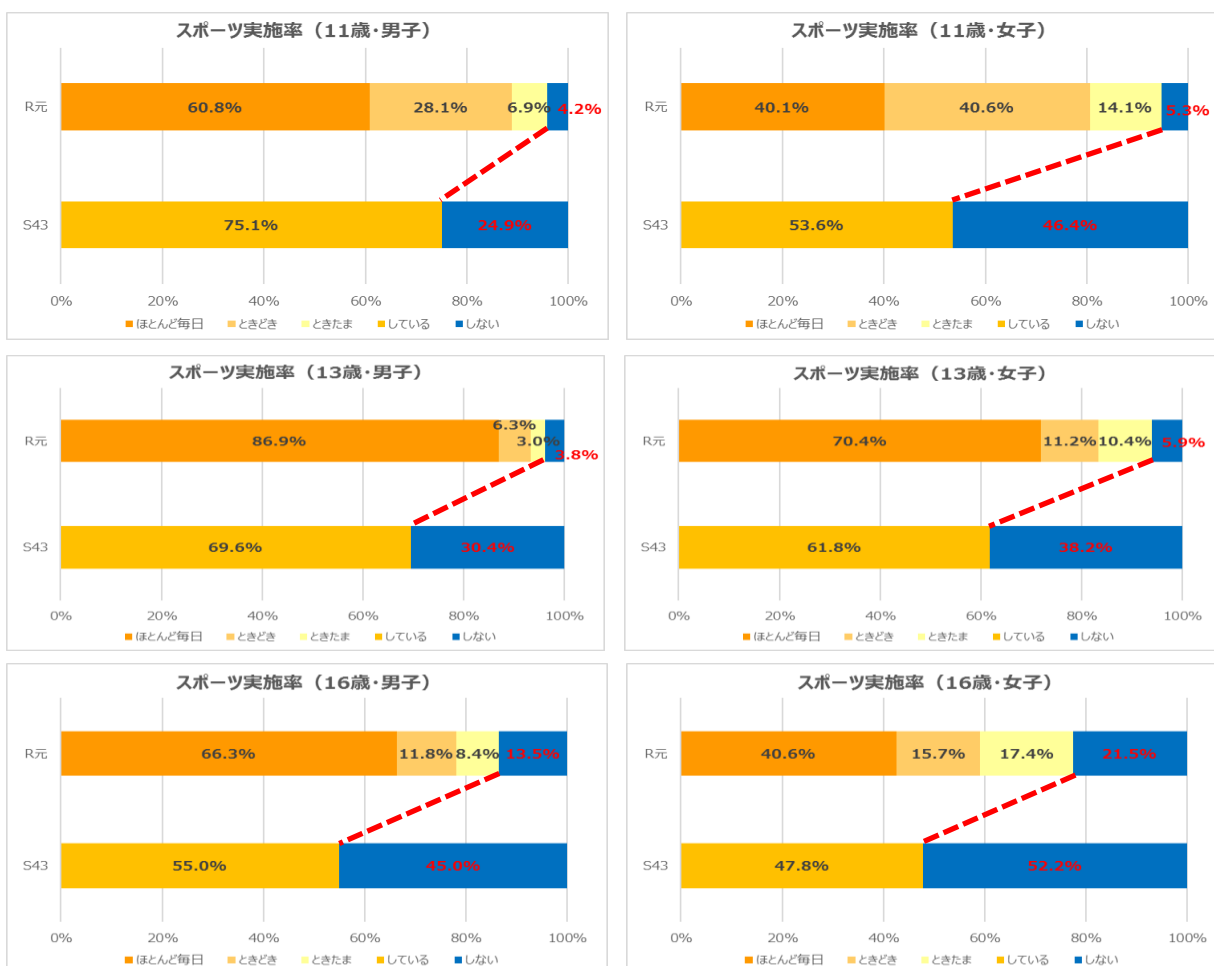 スポーツ実施率（11歳・男子）
R元 60.8% 28.1% 6.9% 4.2%
S43 75.1% 24.9%
0% 20% 40% 60% 80% 100%
ほとんど毎日 ときどき ときたま している しない
スポーツ実施率（11歳・女子）
R元 40.1% 40.6% 14.1% 5.3%
S43 53.6% 46.4%
0% 20% 40% 60% 80% 100%
ほとんど毎日 ときどき ときたま している しない
スポーツ実施率（13歳・男子）
R元 86.9% 6.3% 3.0% 3.8%
S43 69.6% 30.4%
0% 20% 40% 60% 80% 100%
ほとんど毎日 ときどき ときたま している しない
スポーツ実施率（13歳・女子）
R元 70.4% 11.2% 10.4% 5.9%
S43 61.8% 38.2%
0% 20% 40% 60% 80% 100%
ほとんど毎日 ときどき ときたま している しない
スポーツ実施率（16歳・男子）
R元 66.3% 11.8% 8.4% 13.5%
S43 55.0% 45.0%
0% 20% 40% 60% 80% 100%
ほとんど毎日 ときどき ときたま している しない
スポーツ実施率（16歳・女子）
R元 40.6% 15.7% 17.4% 21.5%
S43 47.8% 52.2%
0% 20% 40% 60% 80% 100%
ほとんど毎日 ときどき ときたま している しない